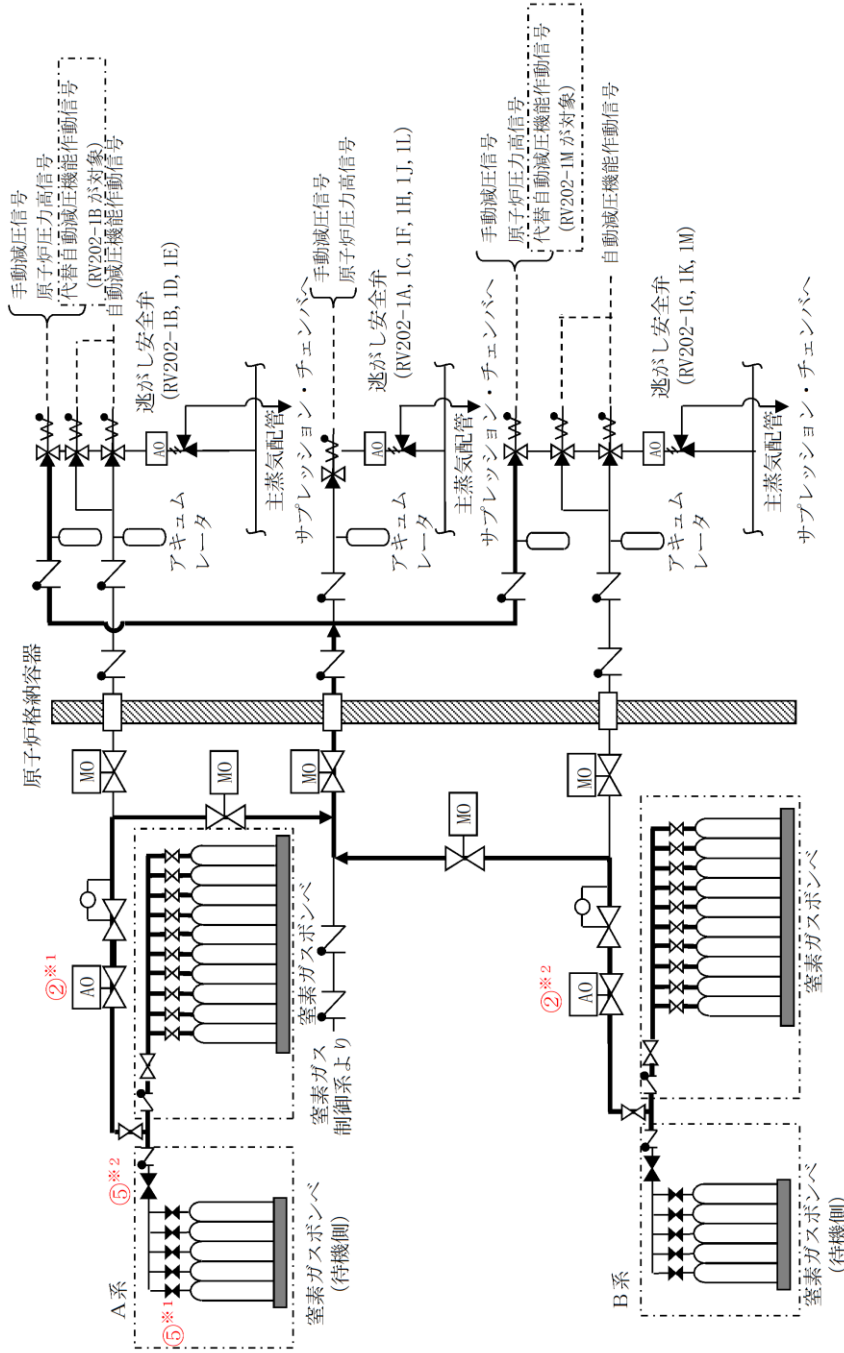 手動減圧信号
原子炉圧力高信号
代替自動減圧機能作動信号
(RV202-1B が対象)
自動減圧機能作動信号
逃がし安全弁
(RV202-1B, 1D, 1E)
AO
アキュム
レータ
主蒸気配管
サプレッション・チェンバへ
手動減圧信号
原子炉圧力高信号
逃がし安全弁
(RV202-1A, 1C, 1F, 1H, 1J, 1L)
AO
アキュム
レータ
主蒸気配管
サプレッション・チェンバへ
手動減圧信号
原子炉圧力高信号
代替自動減圧機能作動信号
(RV202-1M が対象)
自動減圧機能作動信号
逃がし安全弁
(RV202-1G, 1K, 1M)
AO
アキュム
レータ
主蒸気配管
サプレッション・チェンバへ
原子炉格納容器
MO
MO
MO
MO
MO
②※1
AO
窒素ガスボンベ
窒素ガス
制御系より
A系
⑤※2
⑤※1
窒素ガスボンベ
(待機側)
②※2
AO
窒素ガスボンベ
B系
窒素ガスボンベ
(待機側)